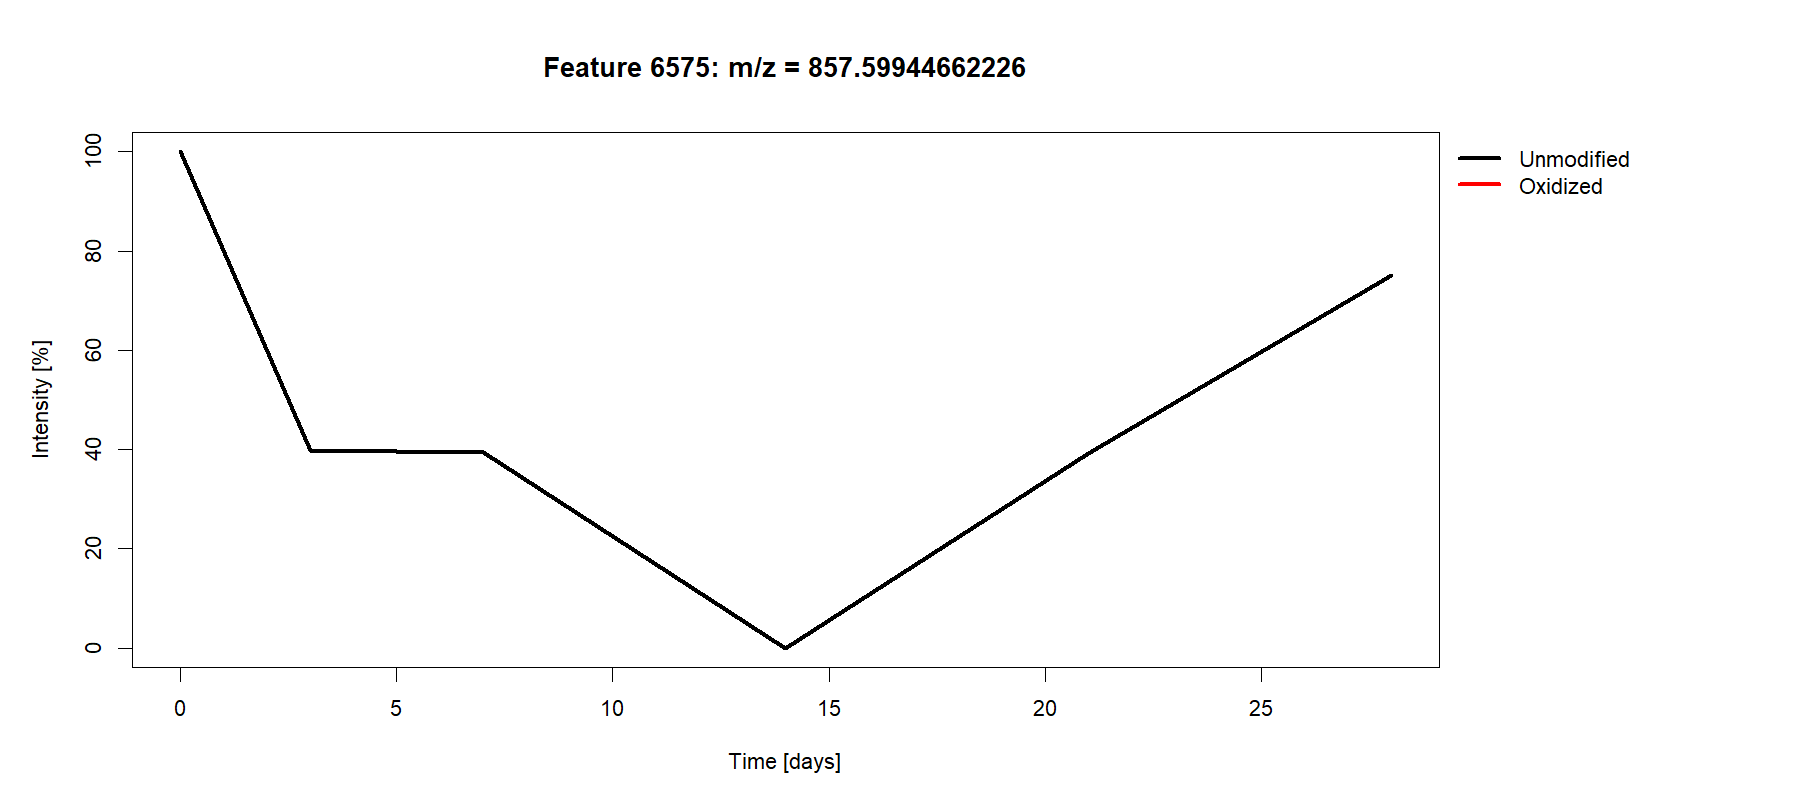 Feature 6575: m/z = 857.59944662226
Unmodified
Oxidized
Intensity [%]
100
80
60
40
20
0
0 5 10 15 20 25
Time [days]